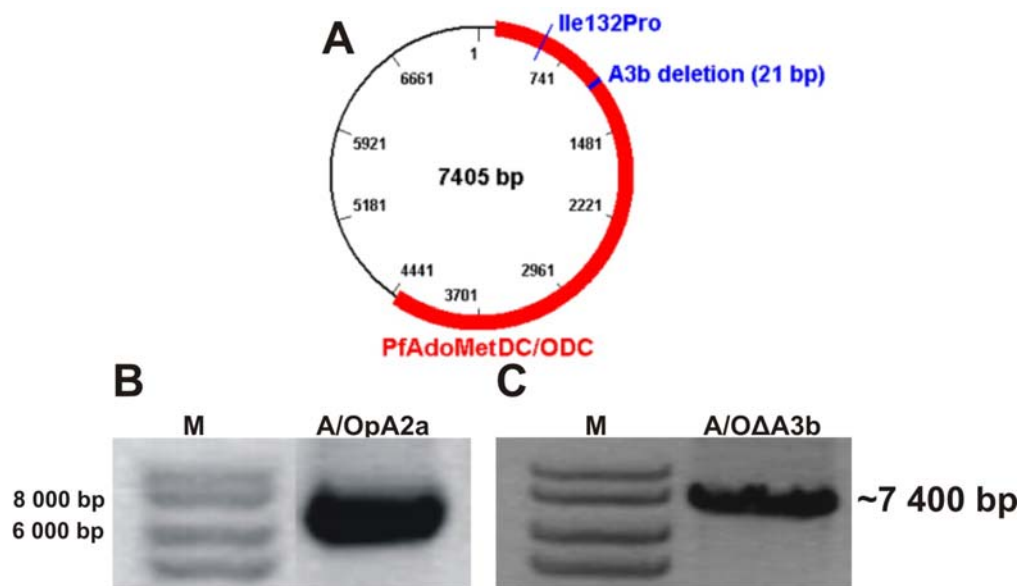 A
Ile132Pro
1
6661
741
A3b deletion (21 bp)
5921
1481
7405 bp
5181
2221
4441
2961
3701
PfAdoMetDC/ODC
B
C
M
A/OpA2a
M
A/OΔA3b
8 000 bp
~7 400 bp
6 000 bp